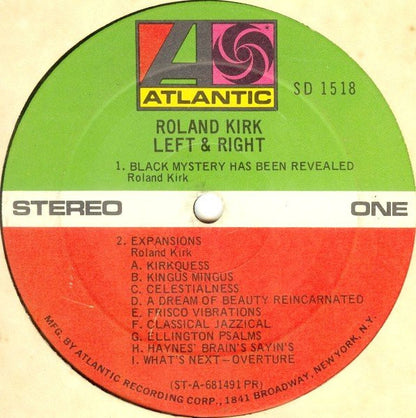 ATLANTIC
SD 1518
ROLAND KIRK
LEFT & RIGHT
1. BLACK MYSTERY HAS BEEN REVEALED
Roland Kirk
STEREO ONE
2. EXPANSIONS
Roland Kirk
A. KIRKQUESS
B. KINGUS MINGUS
C. CELESTIALNESS
D. A DREAM OF BEAUTY REINCARNATED
E. FRISCO VIBRATIONS
F. CLASSICAL JAZZICAL
G. ELLINGTON PSALMS
H. HAYNES' BRAIN'S SAYIN'S
I. WHAT'S NEXT—OVERTURE
(ST-A-681491 PR)
MFG. BY ATLANTIC RECORDING CORP., 1841 BROADWAY, NEW YORK, N.Y.